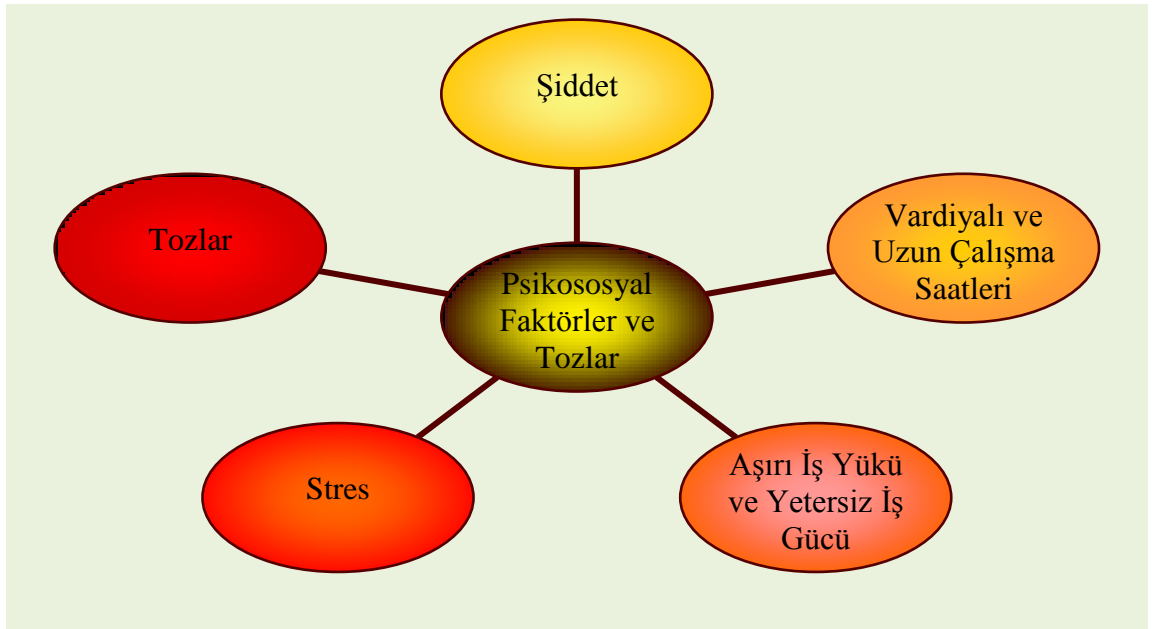 Şiddet
Tozlar
Vardiyalı ve
Uzun Çalışma
Saatleri
Psikososyal
Faktörler ve
Tozlar
Stres
Aşırı İş Yükü
ve Yetersiz İş
Gücü